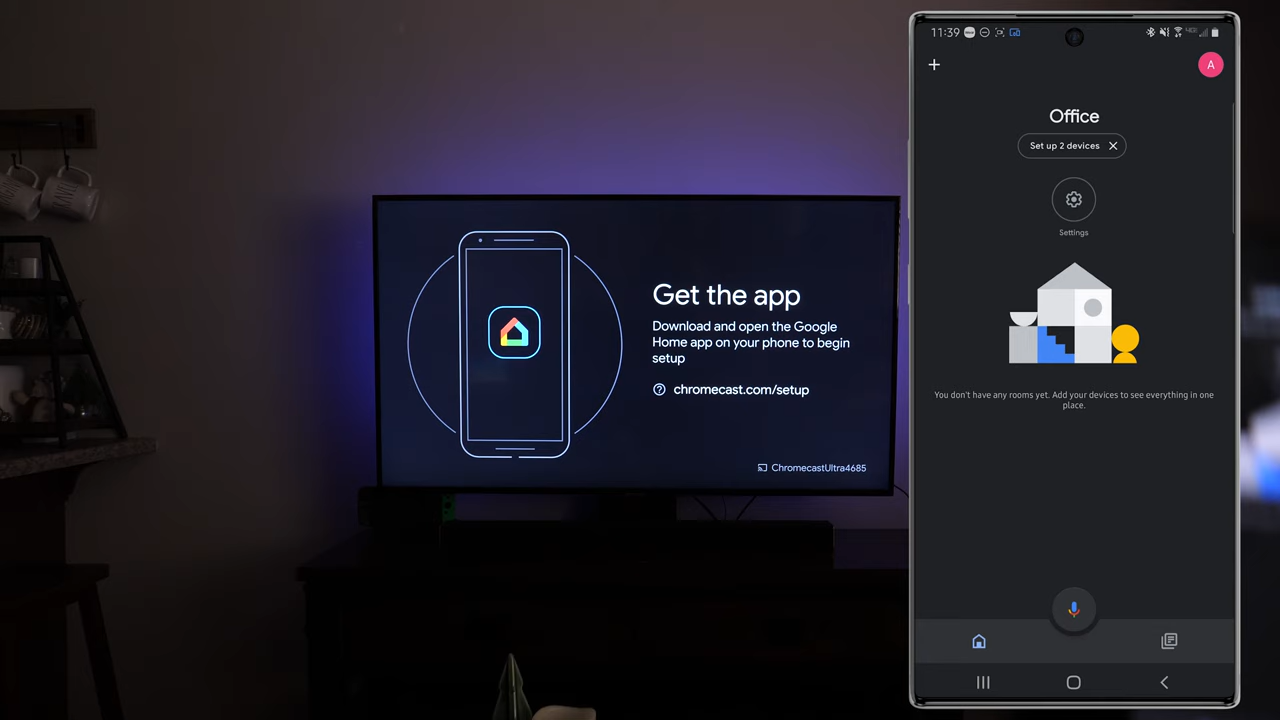 Get the app
Download and open the Google
Home app on your phone to begin
setup
chromecast.com/setup
ChromecastUltra4685
11:39
A
Office
Set up 2 devices
Settings
You don't have any rooms yet. Add your devices to see everything in one
place.